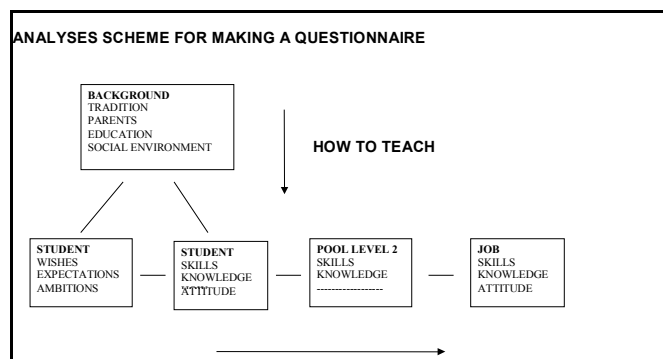 ANALYSES SCHEME FOR MAKING A QUESTIONNAIRE
BACKGROUND
TRADITION
PARENTS
EDUCATION
SOCIAL ENVIRONMENT
HOW TO TEACH
STUDENT
WISHES
EXPECTATIONS
AMBITIONS
STUDENT
SKILLS
KNOWLEDGE
ATTITUDE
POOL LEVEL 2
SKILLS
KNOWLEDGE
-------------------
JOB
SKILLS
KNOWLEDGE
ATTITUDE